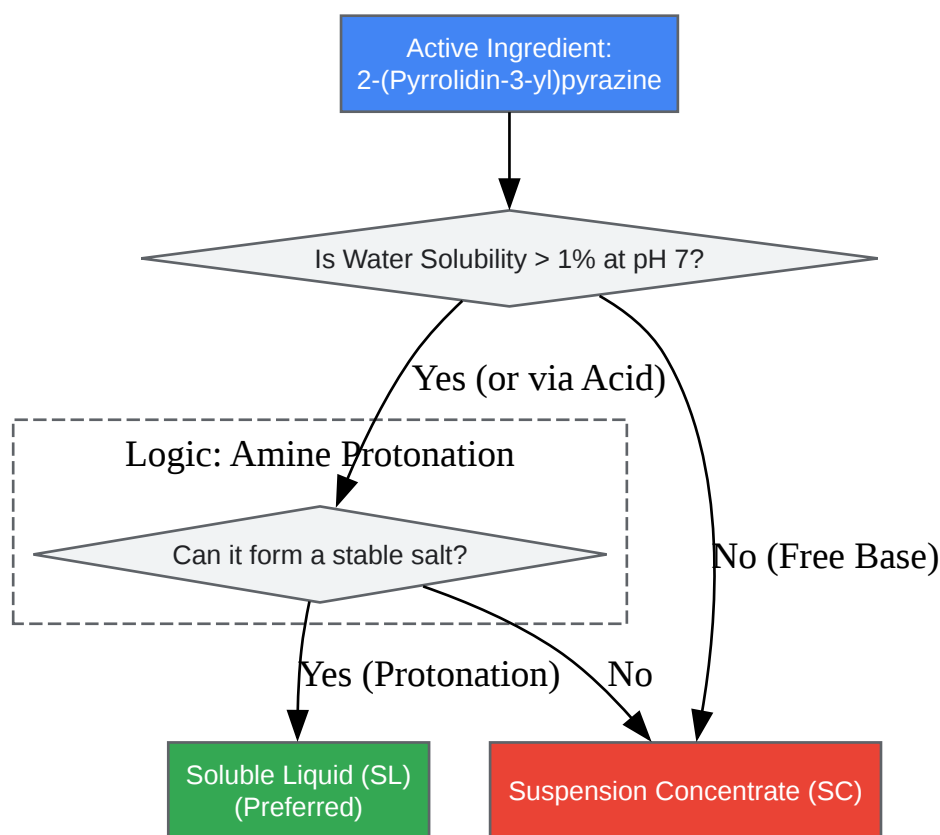 Active Ingredient:
2-(Pyrrolidin-3-yl)pyrazine
Is Water Solubility > 1% at pH 7?
Yes (or via Acid)
Logic: Amine Protonation
Can it form a stable salt?
No (Free Base)
Yes (Protonation)
No
Soluble Liquid (SL)
(Preferred)
Suspension Concentrate (SC)